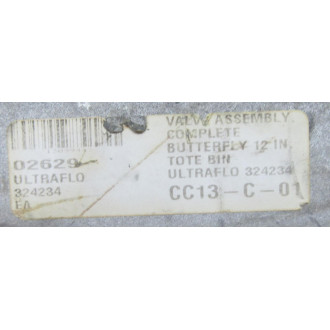 02629
ULTRAFLO
324234
EA
VALVE ASSEMBLY
COMPLETE
BUTTERFLY 12 IN,
TOTE BIN
ULTRAFLO 324234
CC13-C-01